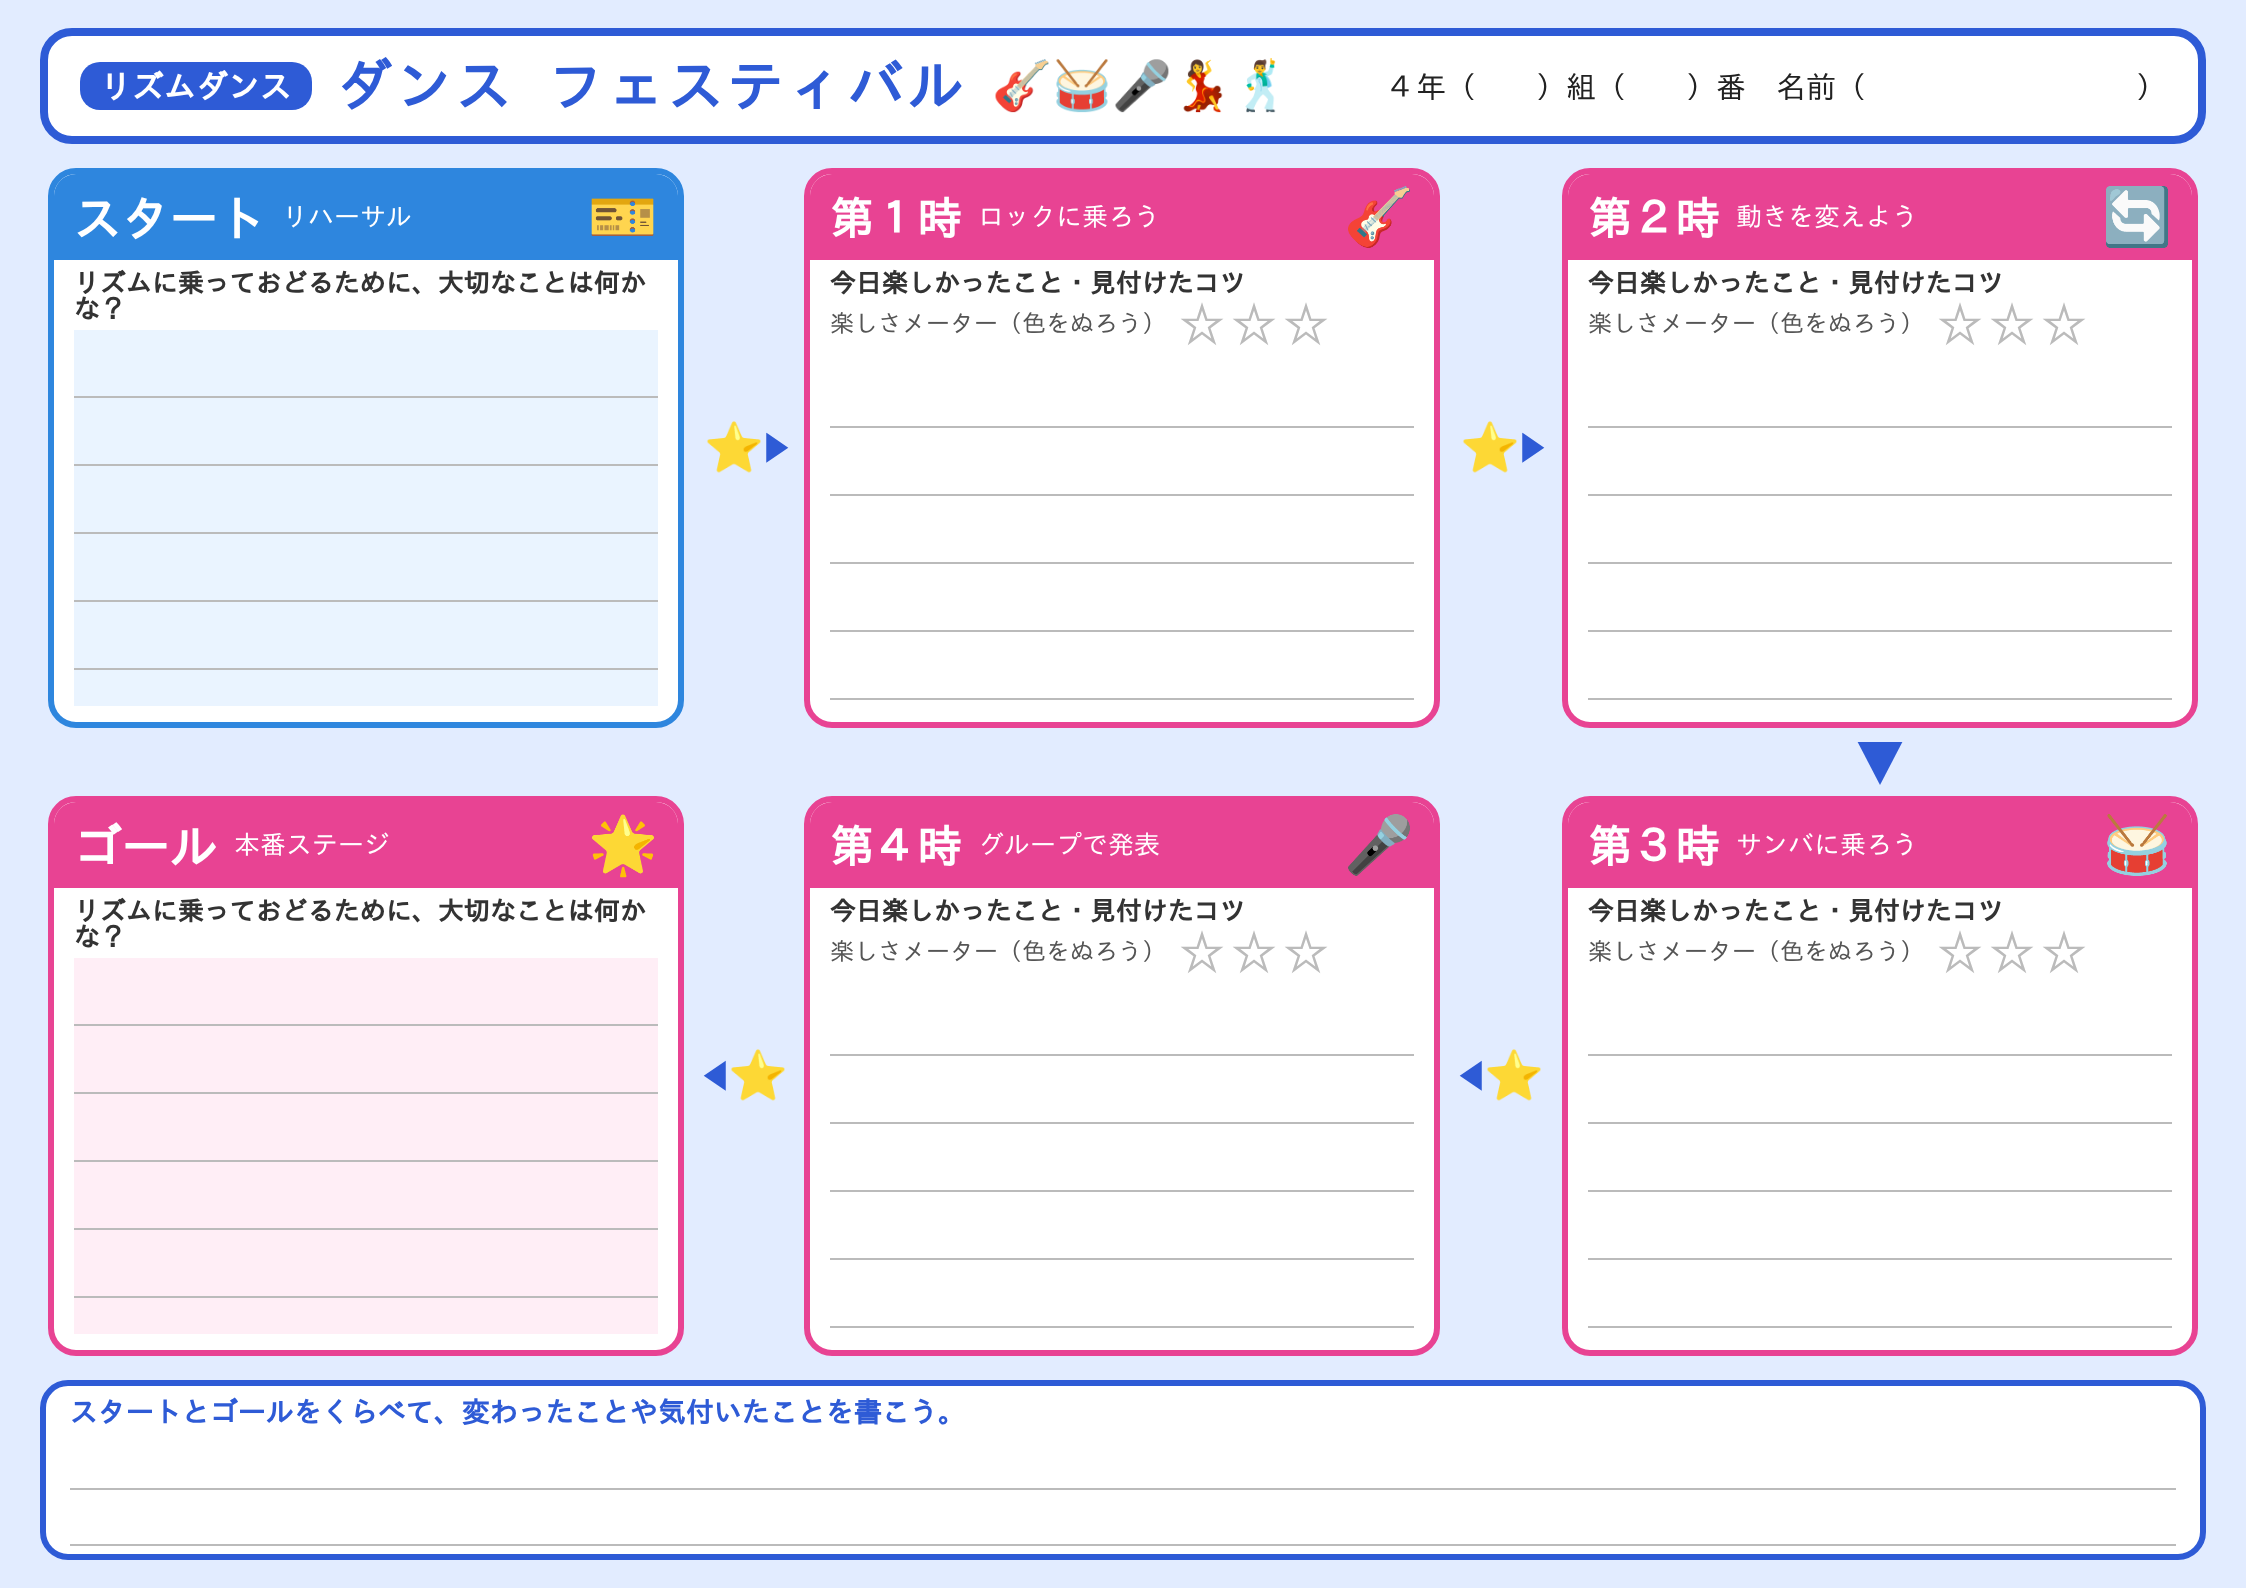 リズムダンス ダンス フェスティバル ４年（　　）組（　　）番　名前（　　　　　　　　　）
スタート リハーサル
リズムに乗っておどるために、大切なことは何か
な？
第１時 ロックに乗ろう
今日楽しかったこと・見付けたコツ
楽しさメーター（色をぬろう） ☆☆☆
第２時 動きを変えよう
今日楽しかったこと・見付けたコツ
楽しさメーター（色をぬろう） ☆☆☆
第３時 サンバに乗ろう
今日楽しかったこと・見付けたコツ
楽しさメーター（色をぬろう） ☆☆☆
第４時 グループで発表
今日楽しかったこと・見付けたコツ
楽しさメーター（色をぬろう） ☆☆☆
ゴール 本番ステージ
リズムに乗っておどるために、大切なことは何か
な？
スタートとゴールをくらべて、変わったことや気付いたことを書こう。